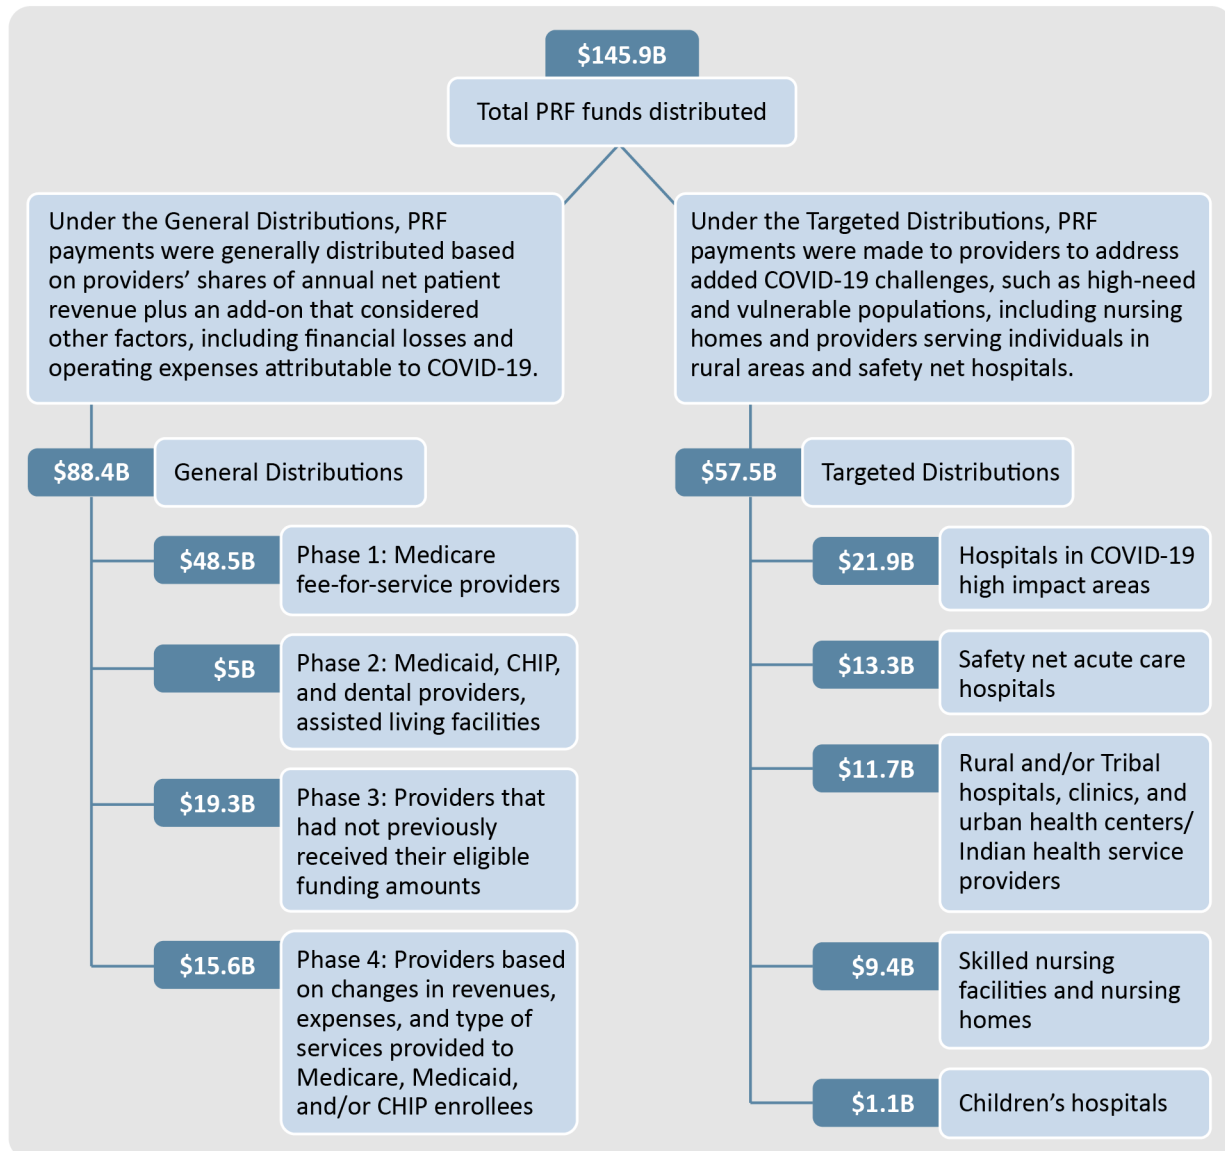 $145.9B
Total PRF funds distributed
Under the General Distributions, PRF
payments were generally distributed based
on providers’ shares of annual net patient
revenue plus an add-on that considered
other factors, including financial losses and
operating expenses attributable to COVID-19.
$88.4B
General Distributions
$48.5B
Phase 1: Medicare
fee-for-service providers
$5B
Phase 2: Medicaid, CHIP,
and dental providers,
assisted living facilities
$19.3B
Phase 3: Providers that
had not previously
received their eligible
funding amounts
$15.6B
Phase 4: Providers based
on changes in revenues,
expenses, and type of
services provided to
Medicare, Medicaid,
and/or CHIP enrollees
Under the Targeted Distributions, PRF
payments were made to providers to address
added COVID-19 challenges, such as high-need
and vulnerable populations, including nursing
homes and providers serving individuals in
rural areas and safety net hospitals.
$57.5B
Targeted Distributions
$21.9B
Hospitals in COVID-19
high impact areas
$13.3B
Safety net acute care
hospitals
$11.7B
Rural and/or Tribal
hospitals, clinics, and
urban health centers/
Indian health service
providers
$9.4B
Skilled nursing
facilities and nursing
homes
$1.1B
Children’s hospitals